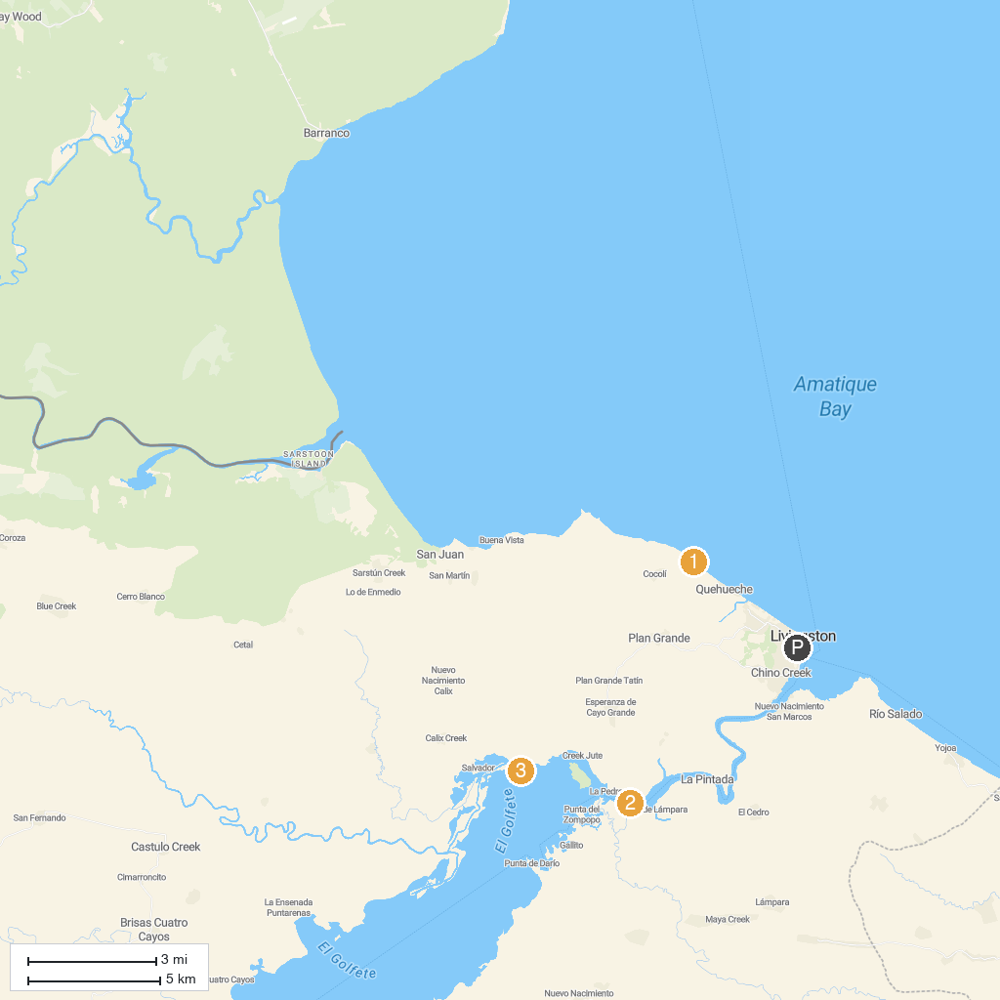 ay Wood
Barranco
Amatique
Bay
SARSTOON
ISLAND
Coroza
Buena Vista
San Juan
Sarstún Creek
San Martín
Cocolí
1
Quehueche
Lo de Enmedio
Cerro Blanco
Blue Creek
Cetal
Plan Grande
Livingston
P
Chino Creek
Nuevo
Nacimiento
Calix
Plan Grande Tatín
Esperanza de
Cayo Grande
Nuevo Nacimiento
San Marcos
Río Salado
Calix Creek
Yojoa
Creek Jute
Salvador
3
La Pintada
La Pedre
2
de Lámpara
El Golfete
Punta del
Zompopo
El Cedro
San Fernando
Castulo Creek
Gallito
Punta de Darío
Cimarroncito
La Ensenada
Puntarenas
Lámpara
Maya Creek
Brisas Cuatro
Cayos
El Golfete
3 mi
5 km
uatro Cayos
Nuevo Nacimiento